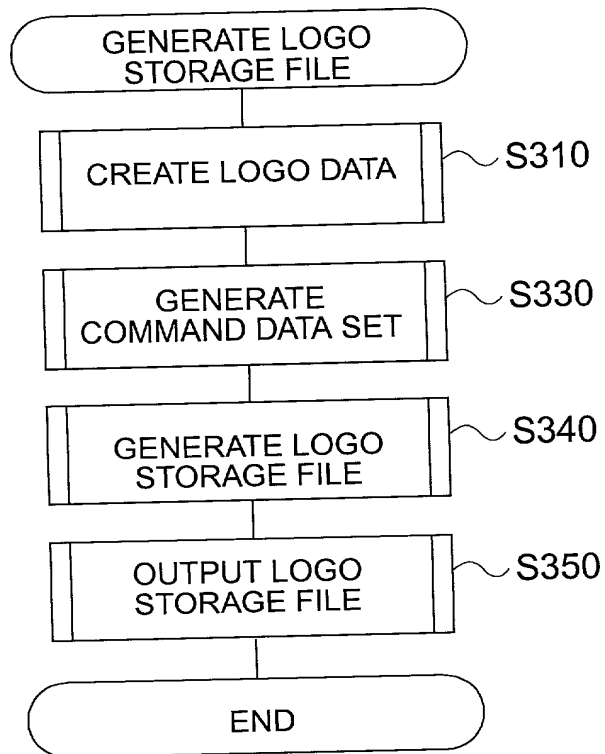 GENERATE LOGO
STORAGE FILE
CREATE LOGO DATA
S310
GENERATE
COMMAND DATA SET
S330
GENERATE LOGO
STORAGE FILE
S340
OUTPUT LOGO
STORAGE FILE
S350
END